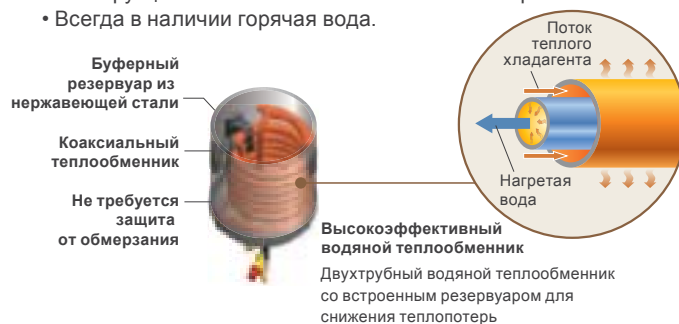 • Всегда в наличии горячая вода.
Буферный
резервуар из
нержавеющей стали
Коаксиальный
теплообменник
Не требуется
защита
от обмерзания
Поток
теплого
хладагента
Нагретая
вода
Высокоэффективный
водяной теплообменник
Двухтрубный водяной теплообменник
со встроенным резервуаром для
снижения теплопотерь